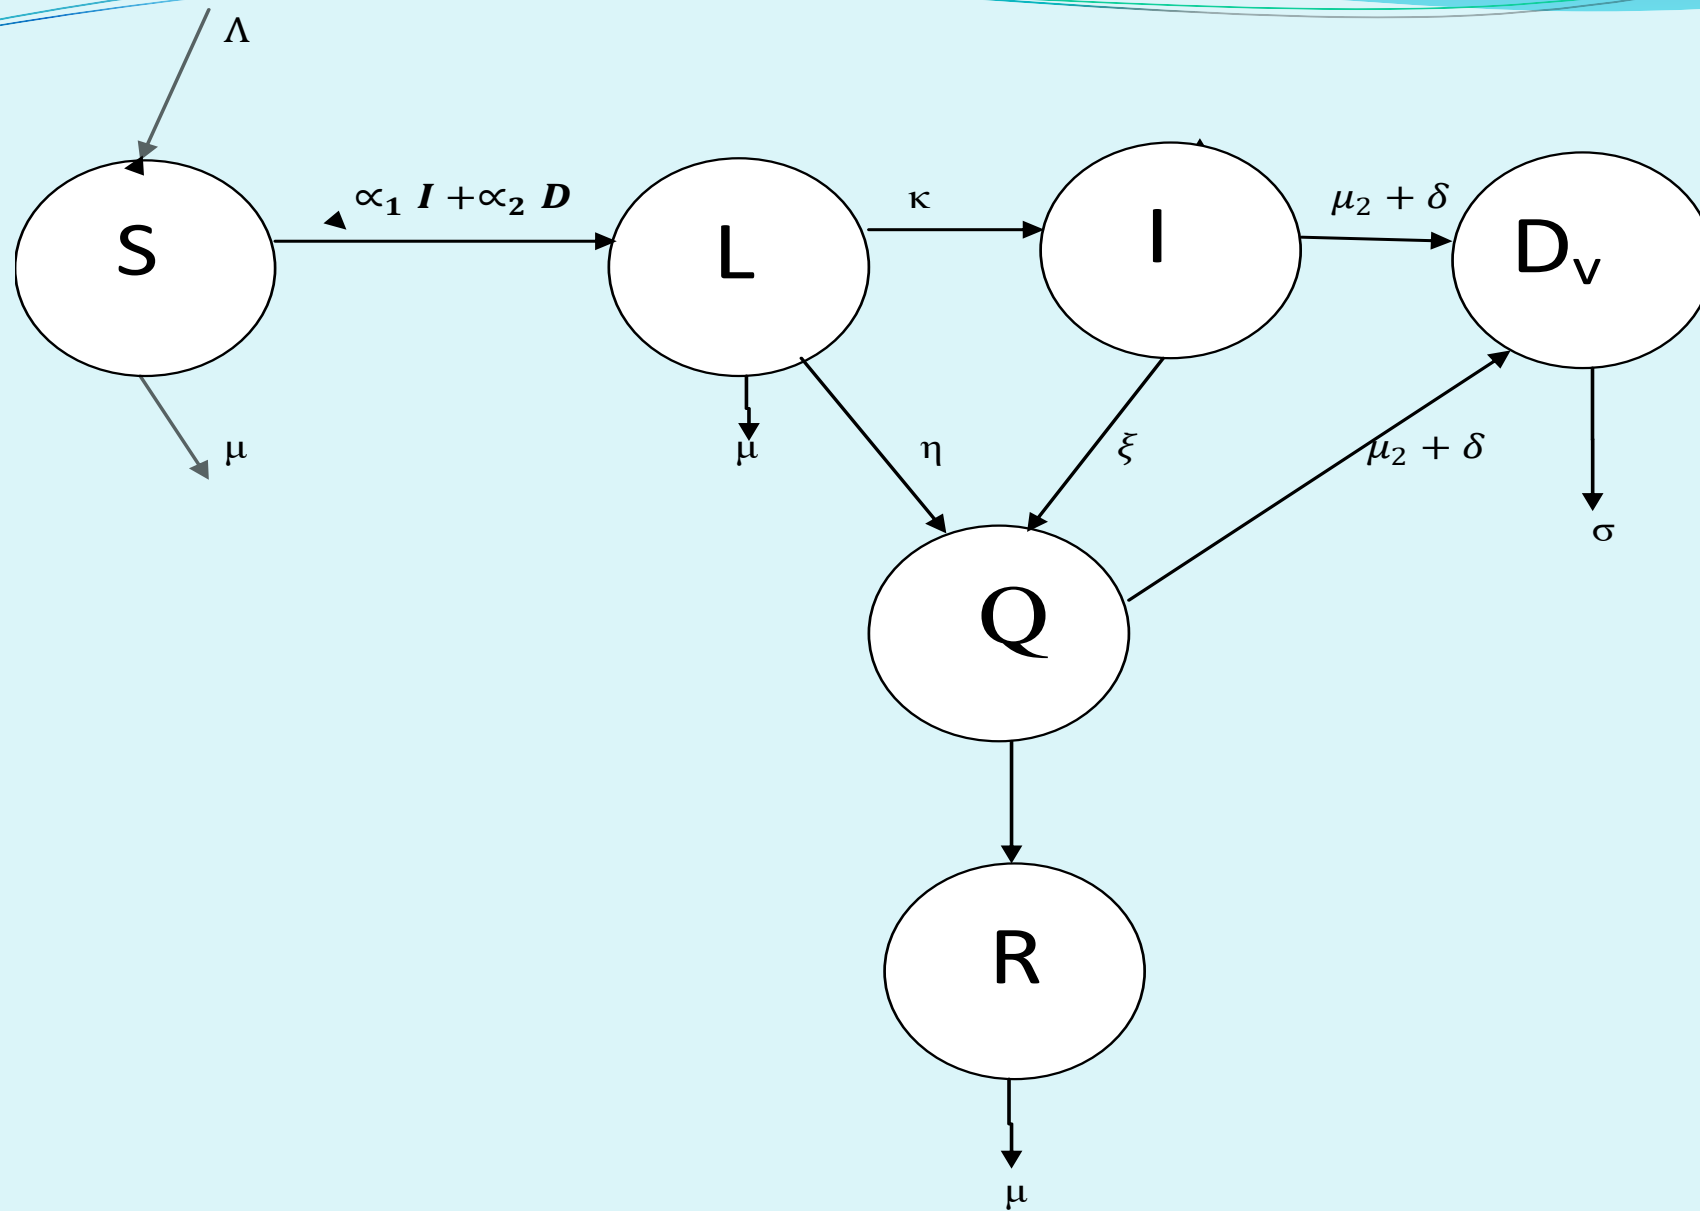 Λ
∝₁ I +∝₂ D
κ
μ₂ + δ
S
L
I
Dᵥ
μ
μ
η
ξ
μ₂ + δ
σ
Q
R
μ